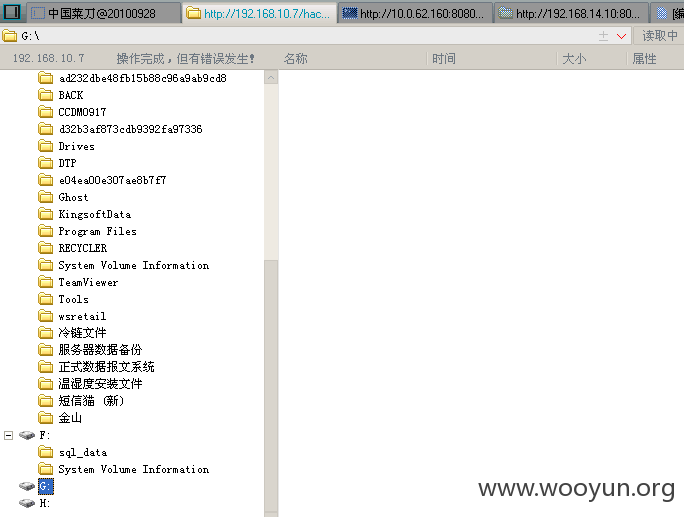 中国菜刀@20100928 http://192.168.10.7/hac... http://10.0.62.160:8080... http://192.168.14.10:80...
G:\ 读取中
192.168.10.7 操作完成,但有错误发生! 名称 时间 大小 属性
ad232dbe48fb15b88c96a9ab9cd8
BACK
CCDM0917
d32b3af873cdb9392fa97336
Drives
DTP
e04ea00e307ae8b7f7
Ghost
KingsoftData
Program Files
RECYCLER
System Volume Information
TeamViewer
Tools
wsretail
冷链文件
服务器数据备份
正式数据报文系统
温湿度安装文件
短信猫 (新)
金山
F:
sql_data
System Volume Information
G:
H:
www.wooyun.org